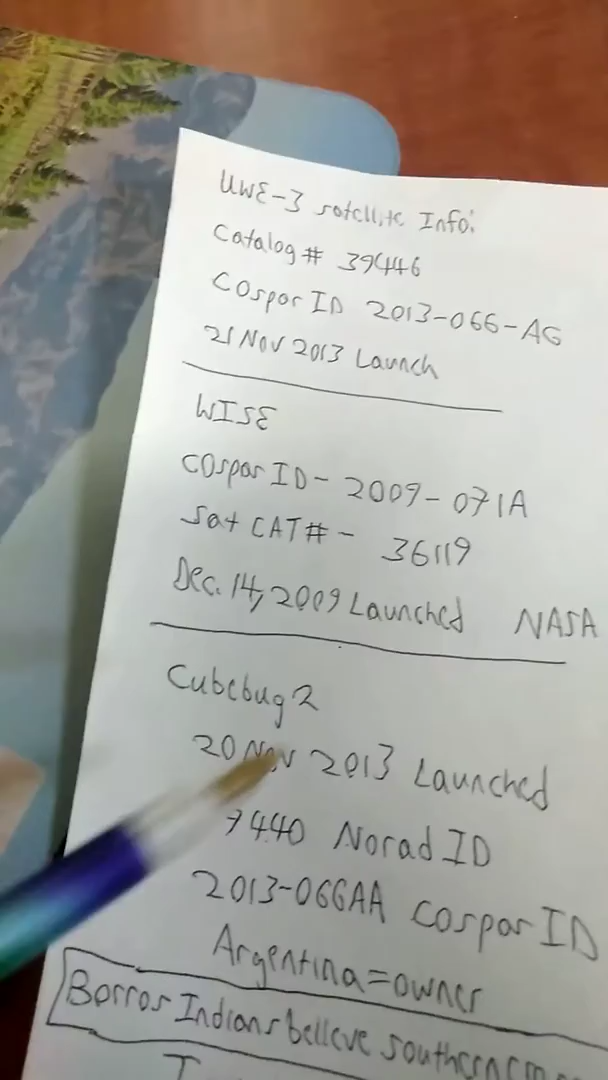 UWE-3 satellite Info:
Catalog # 39446
Cospar ID 2013-066-AG
21 Nov 2013 Launch
WISE
Cospar ID - 2009-071A
Sat CAT# - 36119
Dec. 14, 2009 Launched NASA
Cubebug 2
20 Nov 2013 Launched
9440 Norad ID
2013-066AA Cospar ID
Argentina = owner
Borros Indians believe